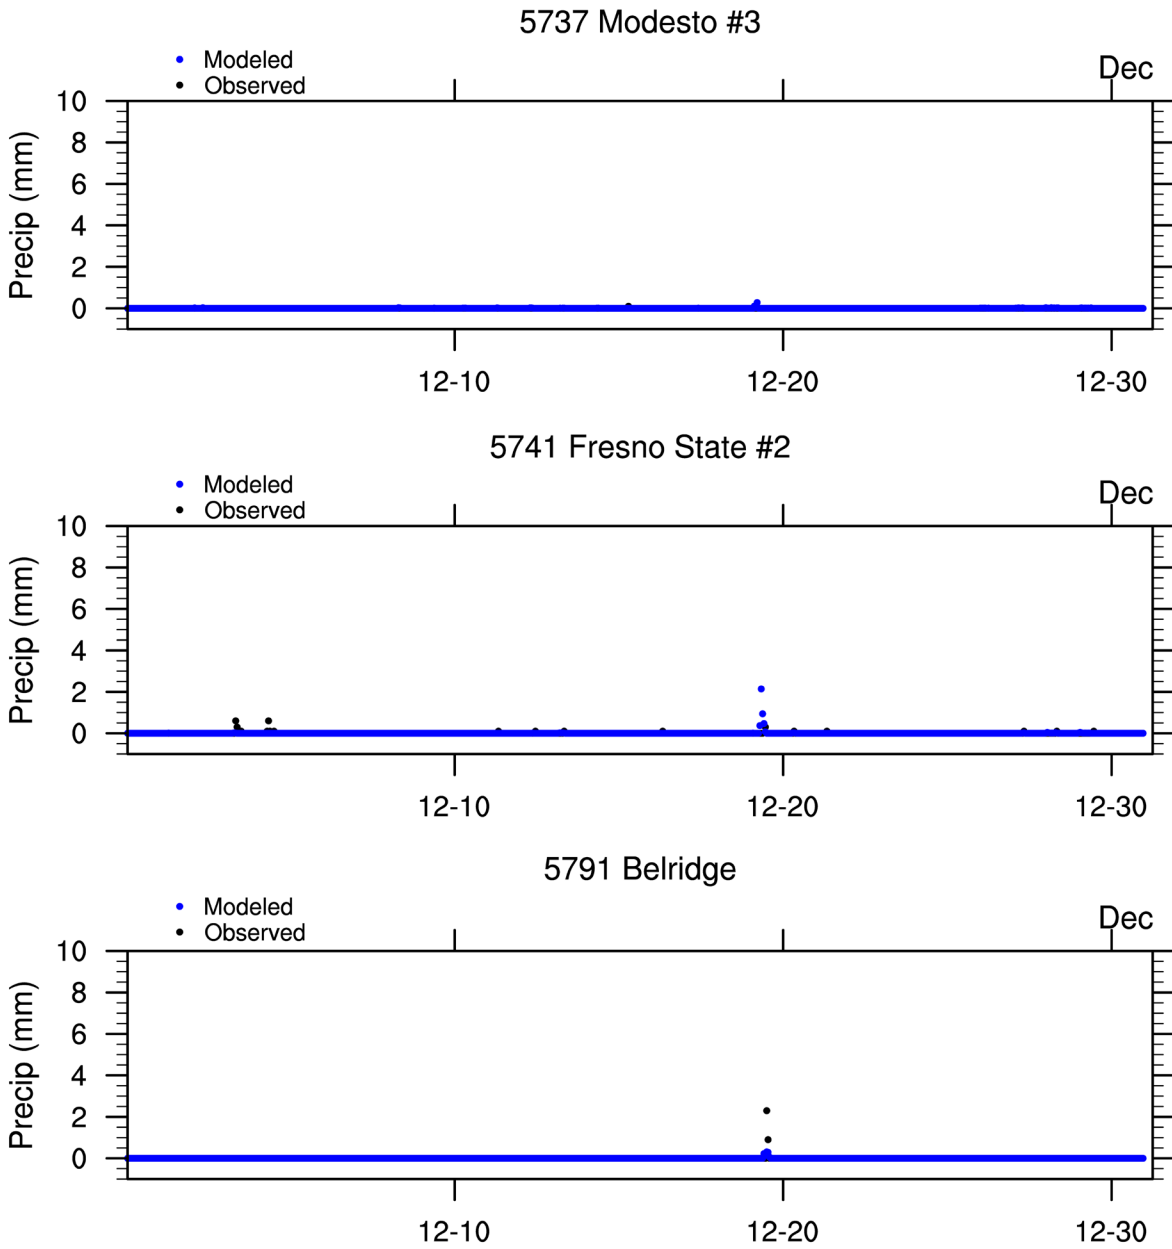 5737 Modesto #3
Modeled
Observed
Dec
Precip (mm)
10
8
6
4
2
0
12-10 12-20 12-30
5741 Fresno State #2
Modeled
Observed
Dec
Precip (mm)
10
8
6
4
2
0
12-10 12-20 12-30
5791 Belridge
Modeled
Observed
Dec
Precip (mm)
10
8
6
4
2
0
12-10 12-20 12-30